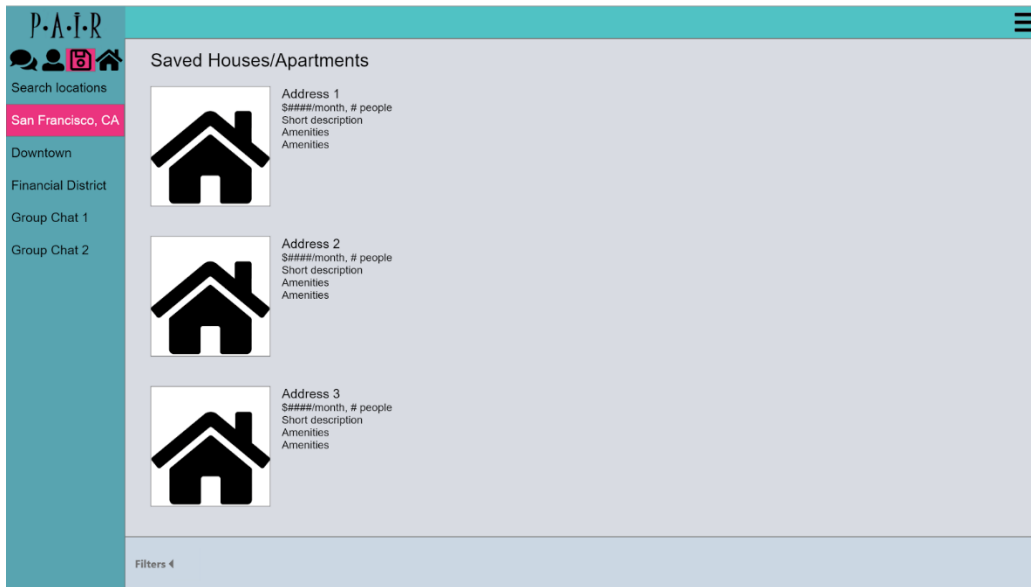 P·A·I·R
Search locations
San Francisco, CA
Downtown
Financial District
Group Chat 1
Group Chat 2
Saved Houses/Apartments
Address 1
$####/month, # people
Short description
Amenities
Amenities
Address 2
$####/month, # people
Short description
Amenities
Amenities
Address 3
$####/month, # people
Short description
Amenities
Amenities
Filters